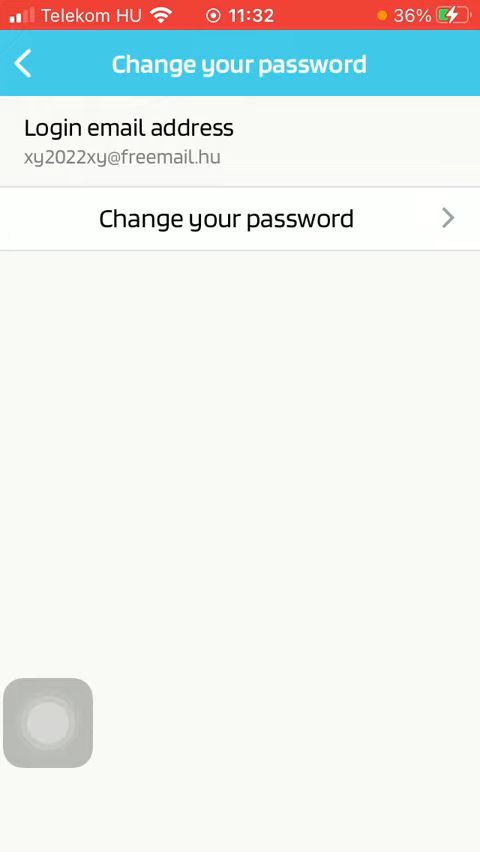 Telekom HU 11:32 36%
Change your password
Login email address
xy2022xy@freemail.hu
Change your password